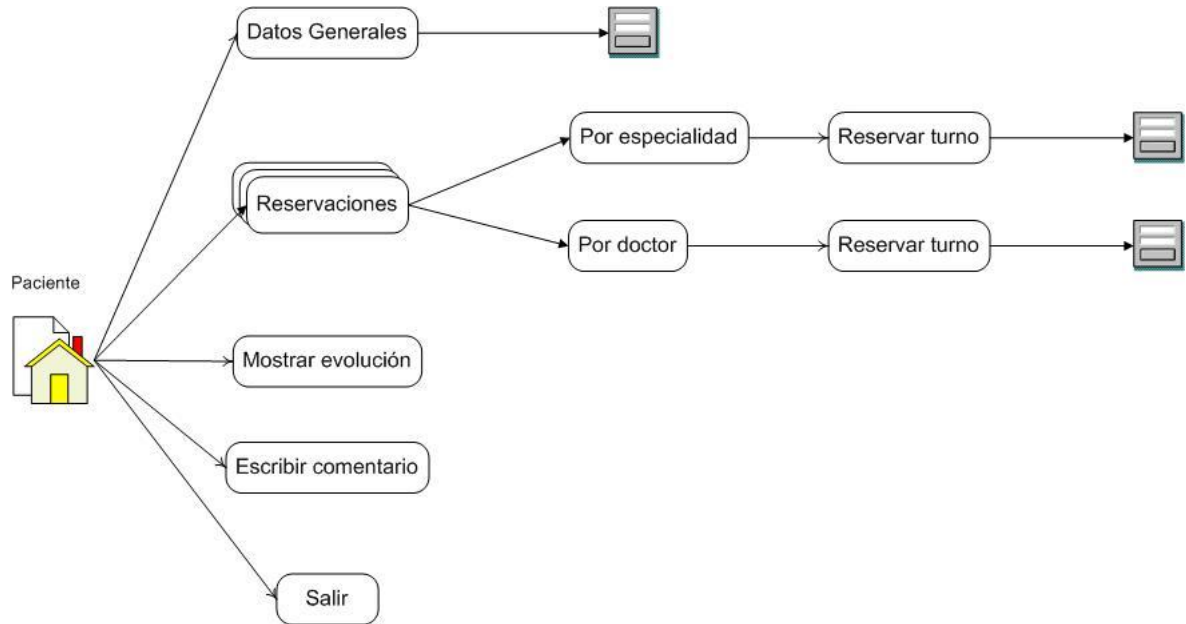 Datos Generales
Por especialidad
Reservar turno
Reservaciones
Por doctor
Reservar turno
Paciente
Mostrar evolución
Escribir comentario
Salir